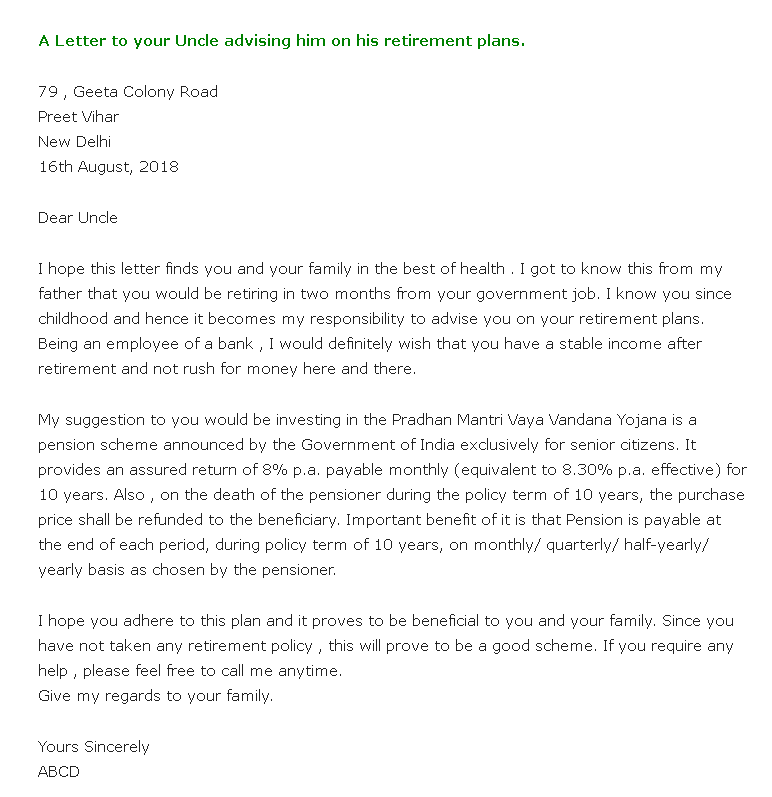 A Letter to your Uncle advising him on his retirement plans.
79 , Geeta Colony Road
Preet Vihar
New Delhi
16th August, 2018
Dear Uncle
I hope this letter finds you and your family in the best of health . I got to know this from my
father that you would be retiring in two months from your government job. I know you since
childhood and hence it becomes my responsibility to advise you on your retirement plans.
Being an employee of a bank , I would definitely wish that you have a stable income after
retirement and not rush for money here and there.
My suggestion to you would be investing in the Pradhan Mantri Vaya Vandana Yojana is a
pension scheme announced by the Government of India exclusively for senior citizens. It
provides an assured return of 8% p.a. payable monthly (equivalent to 8.30% p.a. effective) for
10 years. Also , on the death of the pensioner during the policy term of 10 years, the purchase
price shall be refunded to the beneficiary. Important benefit of it is that Pension is payable at
the end of each period, during policy term of 10 years, on monthly/ quarterly/ half-yearly/
yearly basis as chosen by the pensioner.
I hope you adhere to this plan and it proves to be beneficial to you and your family. Since you
have not taken any retirement policy , this will prove to be a good scheme. If you require any
help , please feel free to call me anytime.
Give my regards to your family.
Yours Sincerely
ABCD